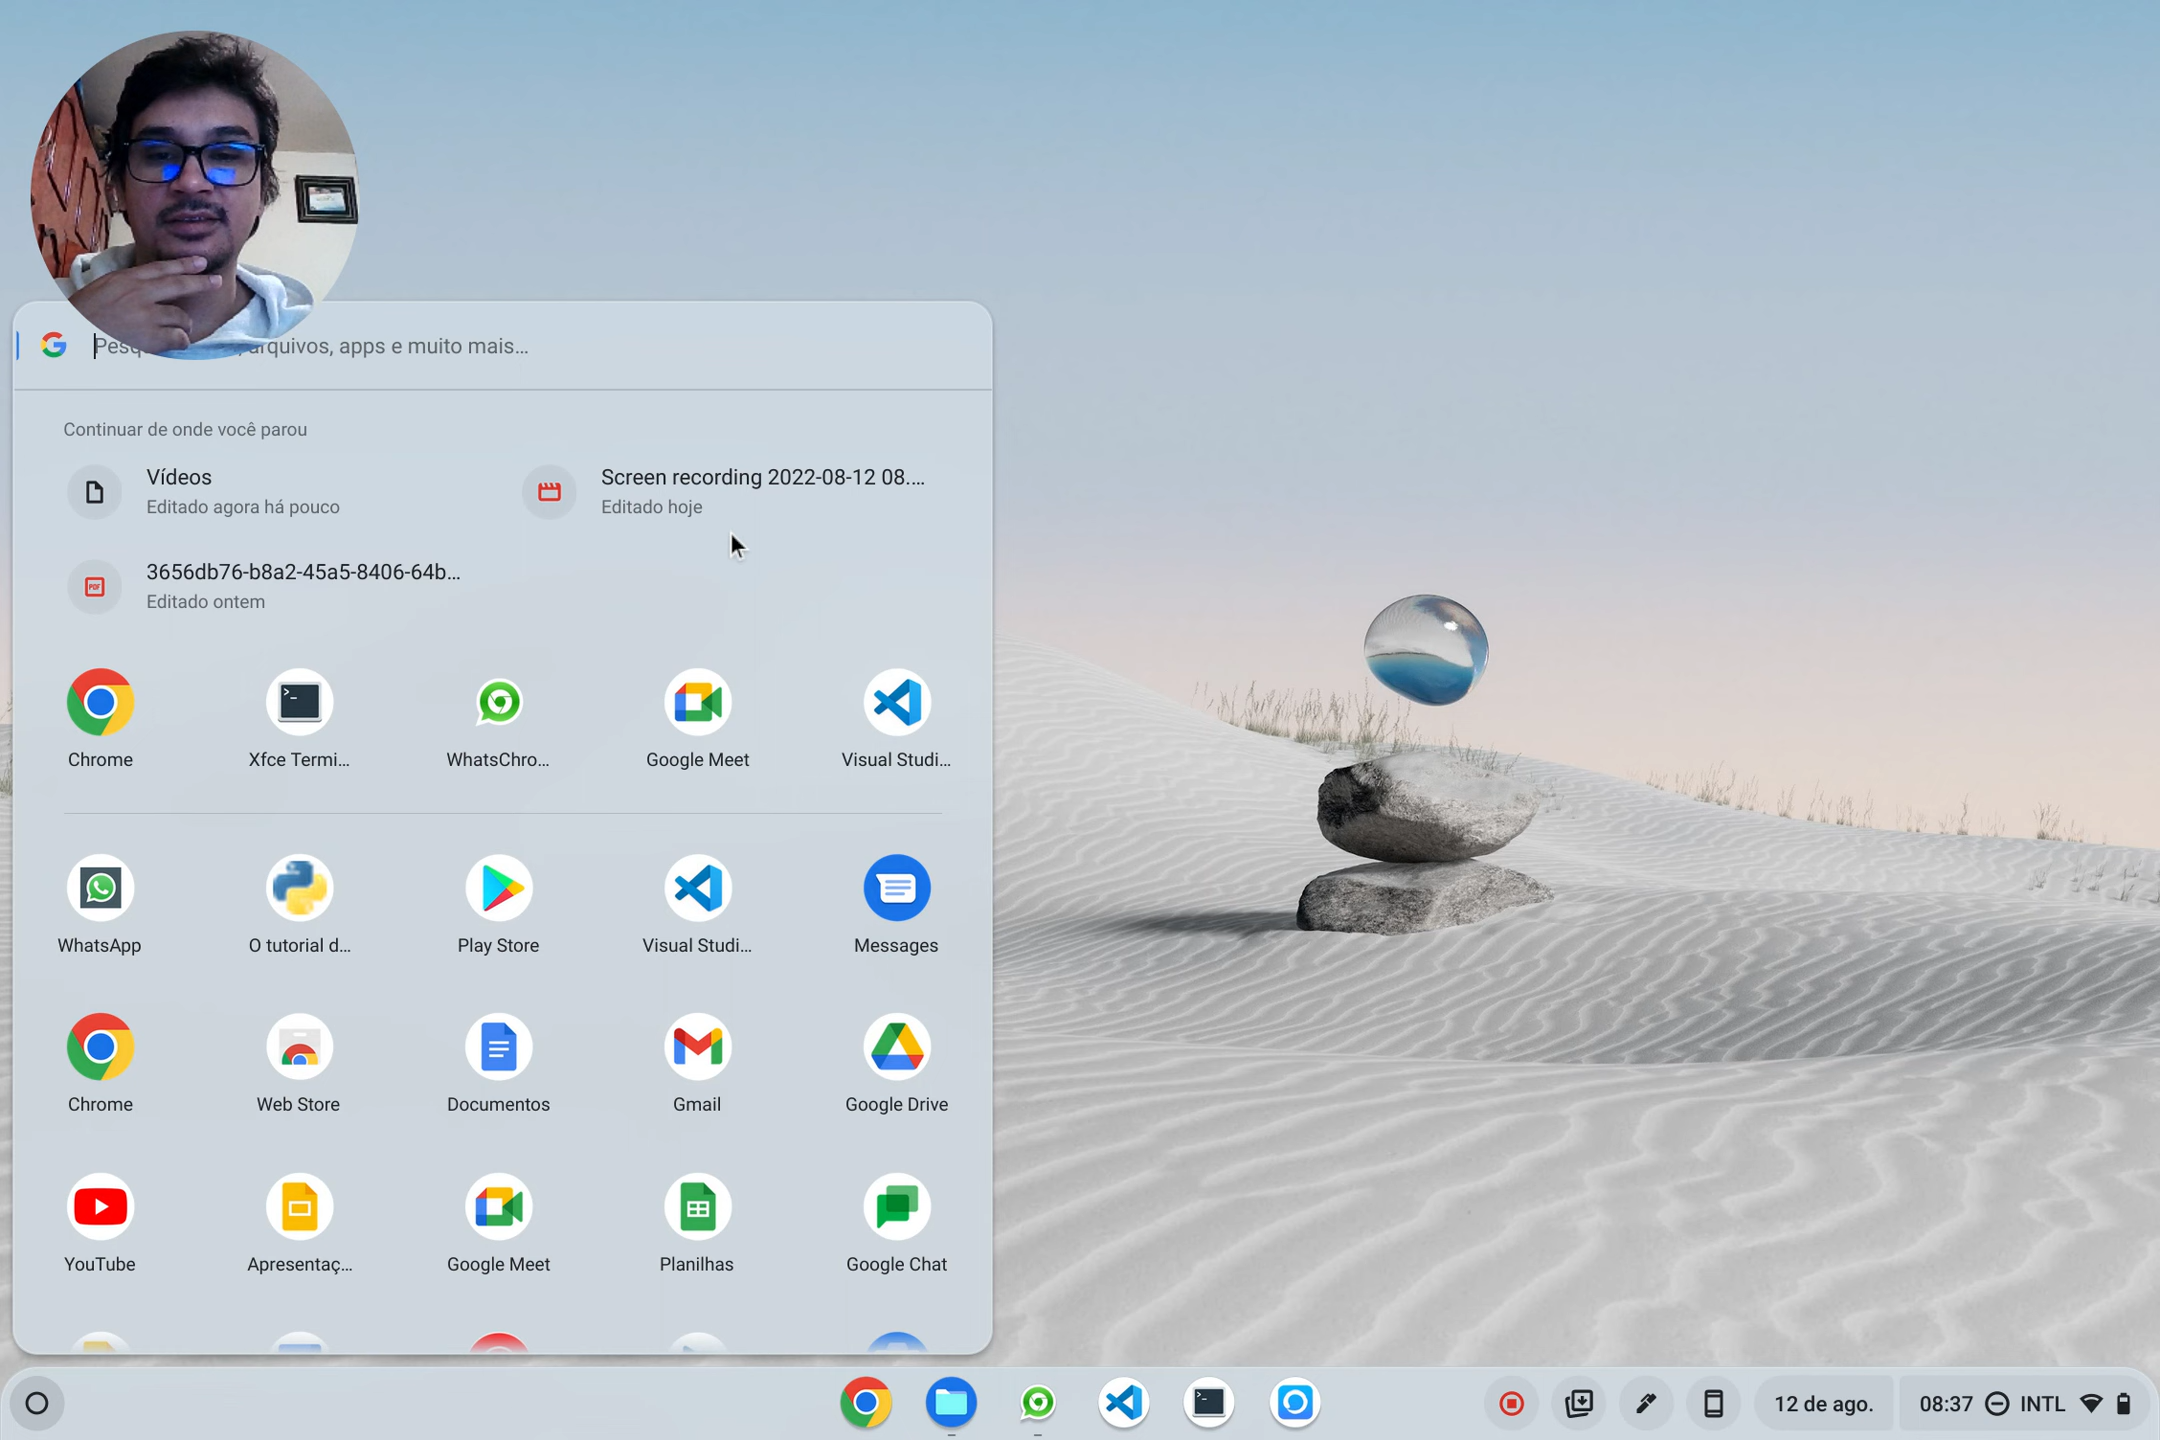 arquivos, apps e muito mais...
Continuar de onde você parou
Vídeos
Editado agora há pouco
Screen recording 2022-08-12 08....
Editado hoje
3656db76-b8a2-45a5-8406-64b...
Editado ontem
Chrome
Xfce Termi...
WhatsChro...
Google Meet
Visual Studi...
WhatsApp
O tutorial d...
Play Store
Visual Studi...
Messages
Chrome
Web Store
Documentos
Gmail
Google Drive
YouTube
Apresentaç...
Google Meet
Planilhas
Google Chat
12 de ago.
08:37
INTL